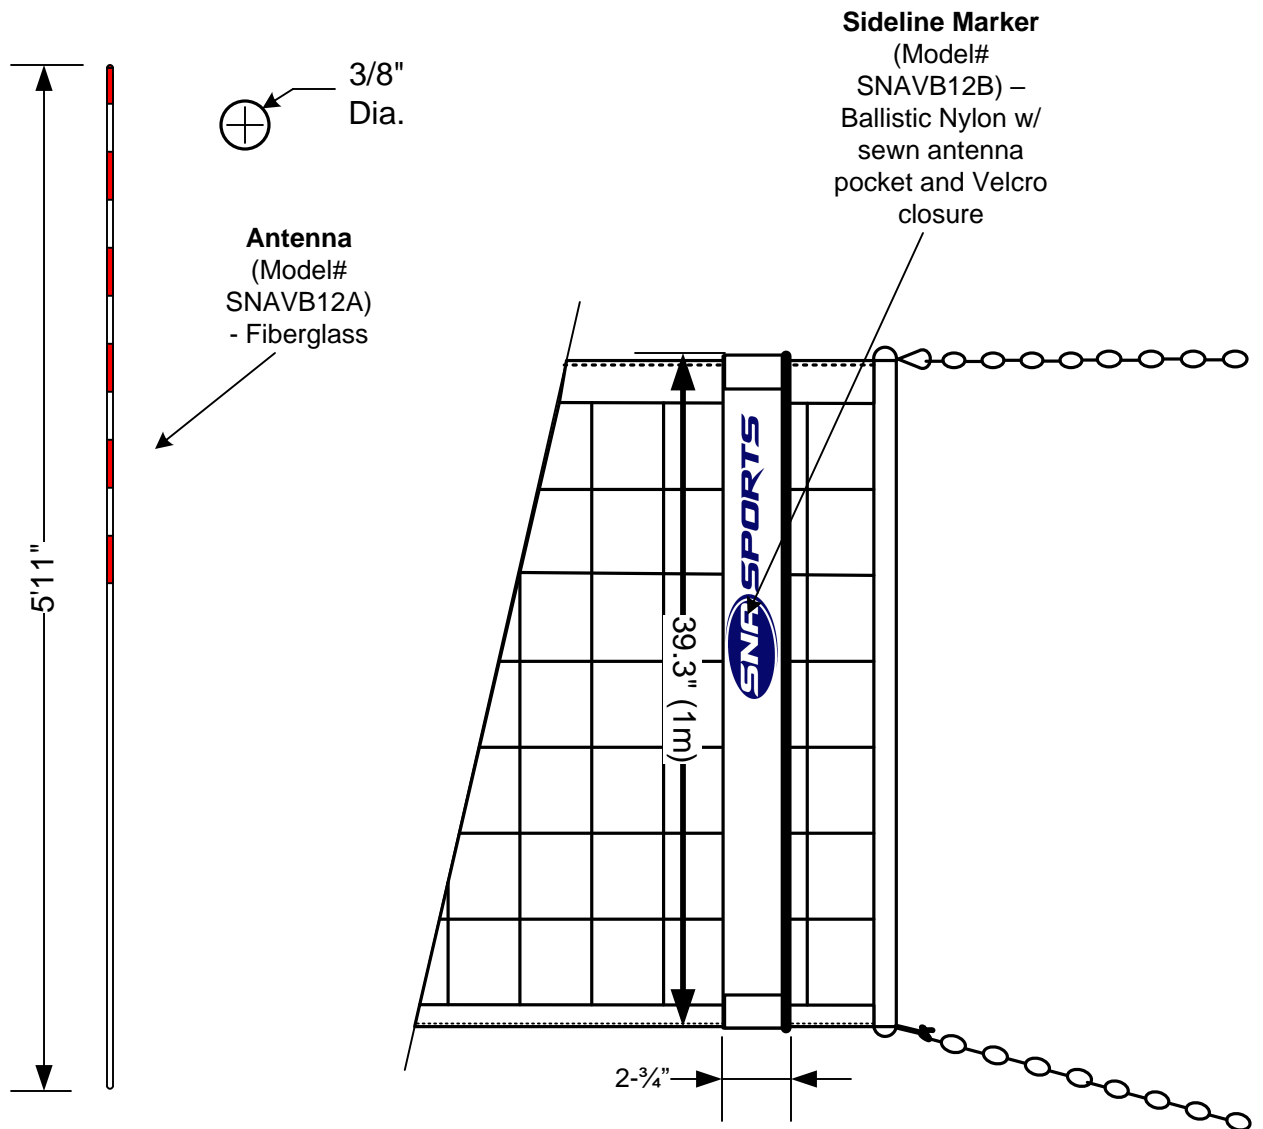 Sideline Marker
(Model#
SNAVB12B) –
Ballistic Nylon w/
sewn antenna
pocket and Velcro
closure
3/8"
Dia.
Antenna
(Model#
SNAVB12A)
- Fiberglass
5'11"
39.3" (1m)
SNA SPORTS
2-¾”